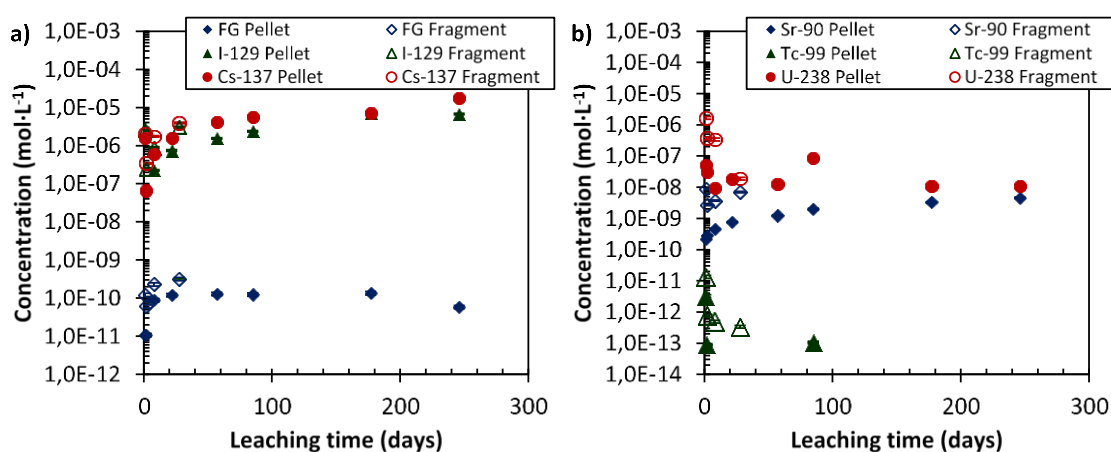 a)
FG Pellet FG Fragment
I-129 Pellet I-129 Fragment
Cs-137 Pellet Cs-137 Fragment
1,0E-03
1,0E-04
1,0E-05
1,0E-06
1,0E-07
1,0E-08
1,0E-09
1,0E-10
1,0E-11
1,0E-12
Concentration (mol·L⁻¹)
0 100 200 300
Leaching time (days)
b)
Sr-90 Pellet Sr-90 Fragment
Tc-99 Pellet Tc-99 Fragment
U-238 Pellet U-238 Fragment
1,0E-03
1,0E-04
1,0E-05
1,0E-06
1,0E-07
1,0E-08
1,0E-09
1,0E-10
1,0E-11
1,0E-12
1,0E-13
1,0E-14
Concentration (mol·L⁻¹)
0 100 200 300
Leaching time (days)